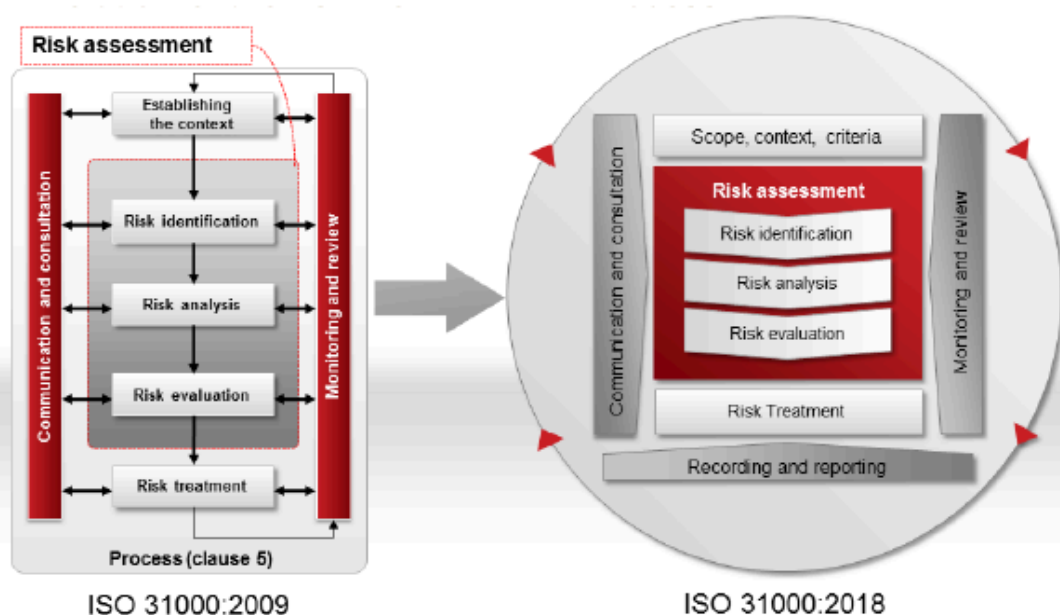 Risk assessment
Establishing
the context
Risk identification
Risk analysis
Risk evaluation
Risk treatment
Communication and consultation
Monitoring and review
Process (clause 5)
ISO 31000:2009
Scope, context, criteria
Risk assessment
Risk identification
Risk analysis
Risk evaluation
Risk Treatment
Communication and consultation
Monitoring and review
Recording and reporting
ISO 31000:2018